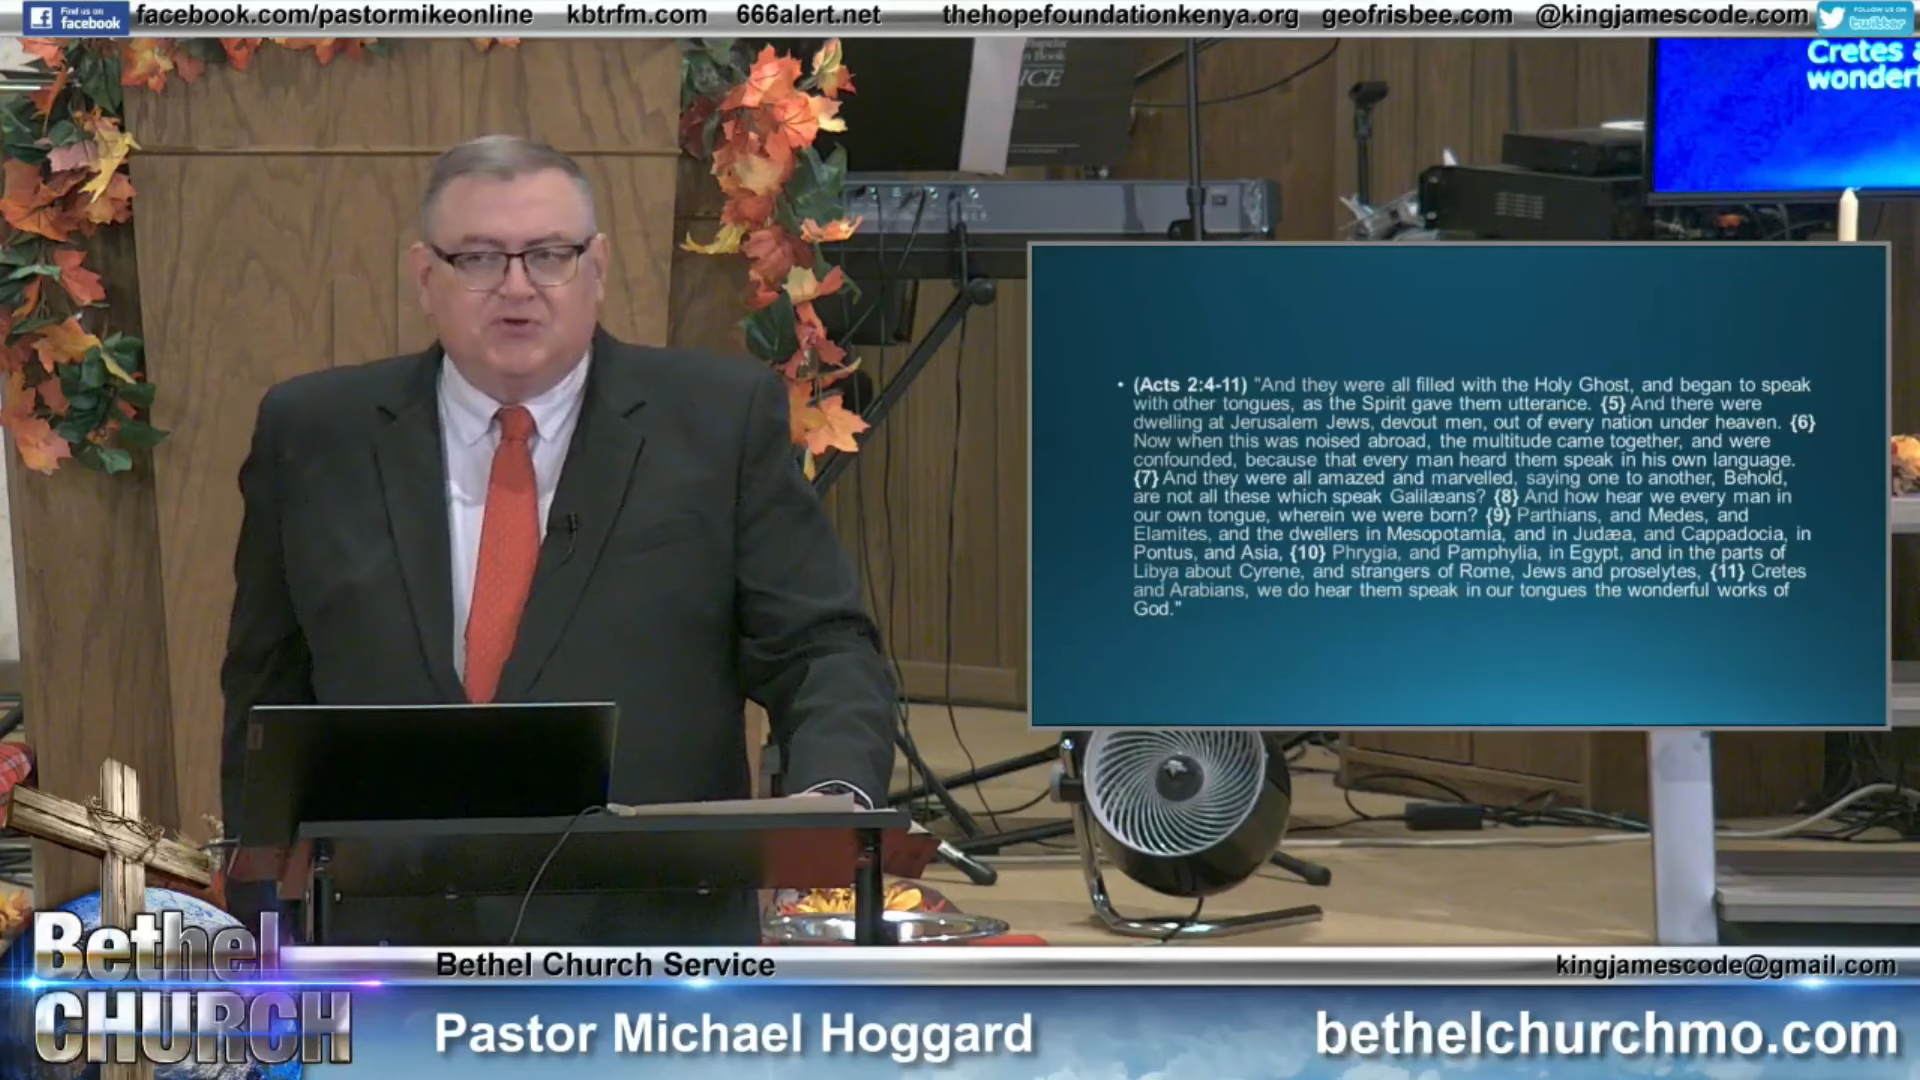 Find us on
facebook
facebook.com/pastormikeonline kbtrfm.com 666alert.net thehopefoundationkenya.org geofrisbee.com @kingjamescode.com
FOLLOW US ON
twitter
Cretes
wonder
(Acts 2:4-11) "And they were all filled with the Holy Ghost, and began to speak
with other tongues, as the Spirit gave them utterance. {5} And there were
dwelling at Jerusalem Jews, devout men, out of every nation under heaven. {6}
Now when this was noised abroad, the multitude came together, and were
confounded, because that every man heard them speak in his own language.
{7} And they were all amazed and marvelled, saying one to another, Behold,
are not all these which speak Galilæans? {8} And how hear we every man in
our own tongue, wherein we were born? {9} Parthians, and Medes, and
Elamites, and the dwellers in Mesopotamia, and in Judæa, and Cappadocia, in
Pontus, and Asia, {10} Phrygia, and Pamphylia, in Egypt, and in the parts of
Libya about Cyrene, and strangers of Rome, Jews and proselytes, {11} Cretes
and Arabians, we do hear them speak in our tongues the wonderful works of
God."
Bethel
CHURCH
Bethel Church Service
kingjamescode@gmail.com
Pastor Michael Hoggard
bethelchurchmo.com